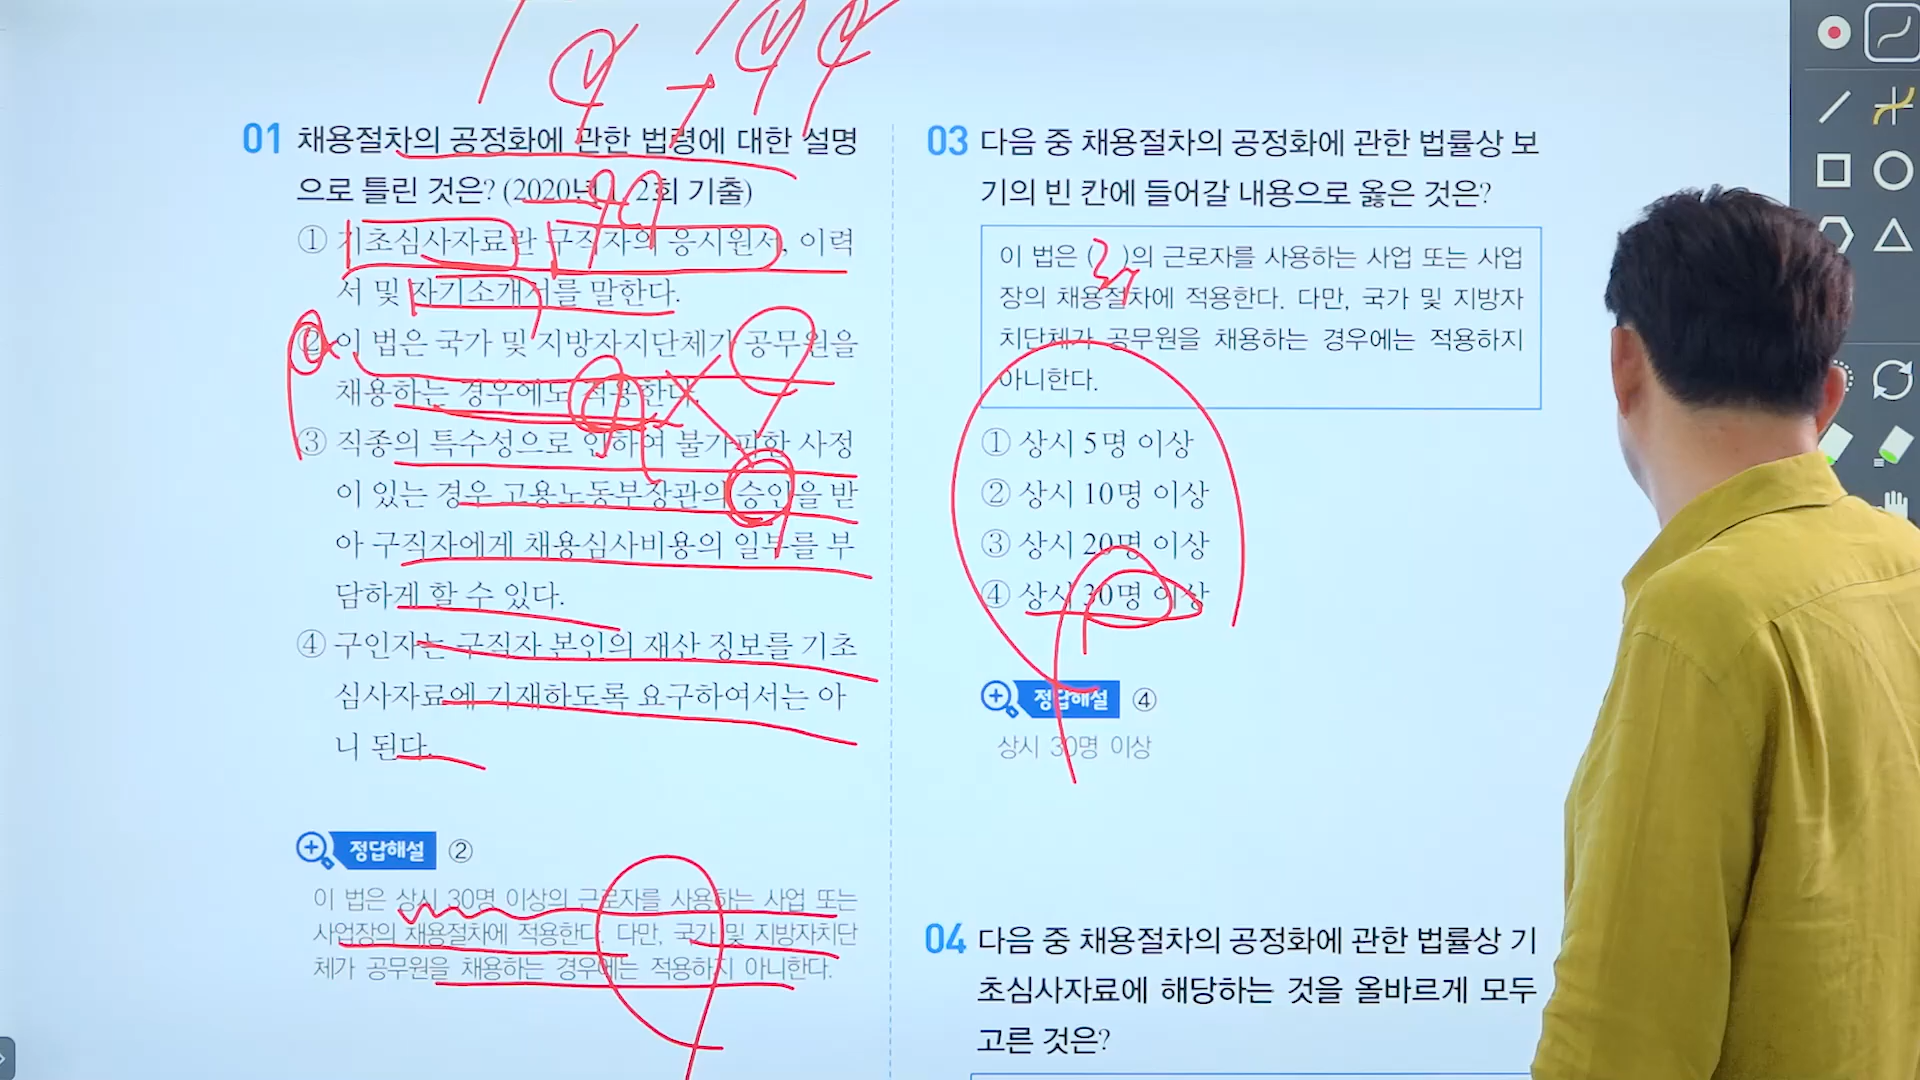 01 채용절차의 공정화에 관한 법령에 대한 설명
으로 틀린 것은? (2020년 1, 2회 기출)
① 기초심사자료란 구직자의 응시원서, 이력
서 및 자기소개서를 말한다.
② 이 법은 국가 및 지방자지단체가 공무원을
채용하는 경우에도 적용한다.
③ 직종의 특수성으로 인하여 불가피한 사정
이 있는 경우 고용노동부장관의 승인을 받
아 구직자에게 채용심사비용의 일부를 부
담하게 할 수 있다.
④ 구인자는 구직자 본인의 재산 정보를 기초
심사자료에 기재하도록 요구하여서는 아
니 된다.
정답해설 ②
이 법은 상시 30명 이상의 근로자를 사용하는 사업 또는
사업장의 채용절차에 적용한다. 다만, 국가 및 지방자치단
체가 공무원을 채용하는 경우에는 적용하지 아니한다.
03 다음 중 채용절차의 공정화에 관한 법률상 보
기의 빈 칸에 들어갈 내용으로 옳은 것은?
이 법은 ( )의 근로자를 사용하는 사업 또는 사업
장의 채용절차에 적용한다. 다만, 국가 및 지방자
치단체가 공무원을 채용하는 경우에는 적용하지
아니한다.
① 상시 5명 이상
② 상시 10명 이상
③ 상시 20명 이상
④ 상시 30명 이상
정답해설 ④
상시 30명 이상
04 다음 중 채용절차의 공정화에 관한 법률상 기
초심사자료에 해당하는 것을 올바르게 모두
고른 것은?